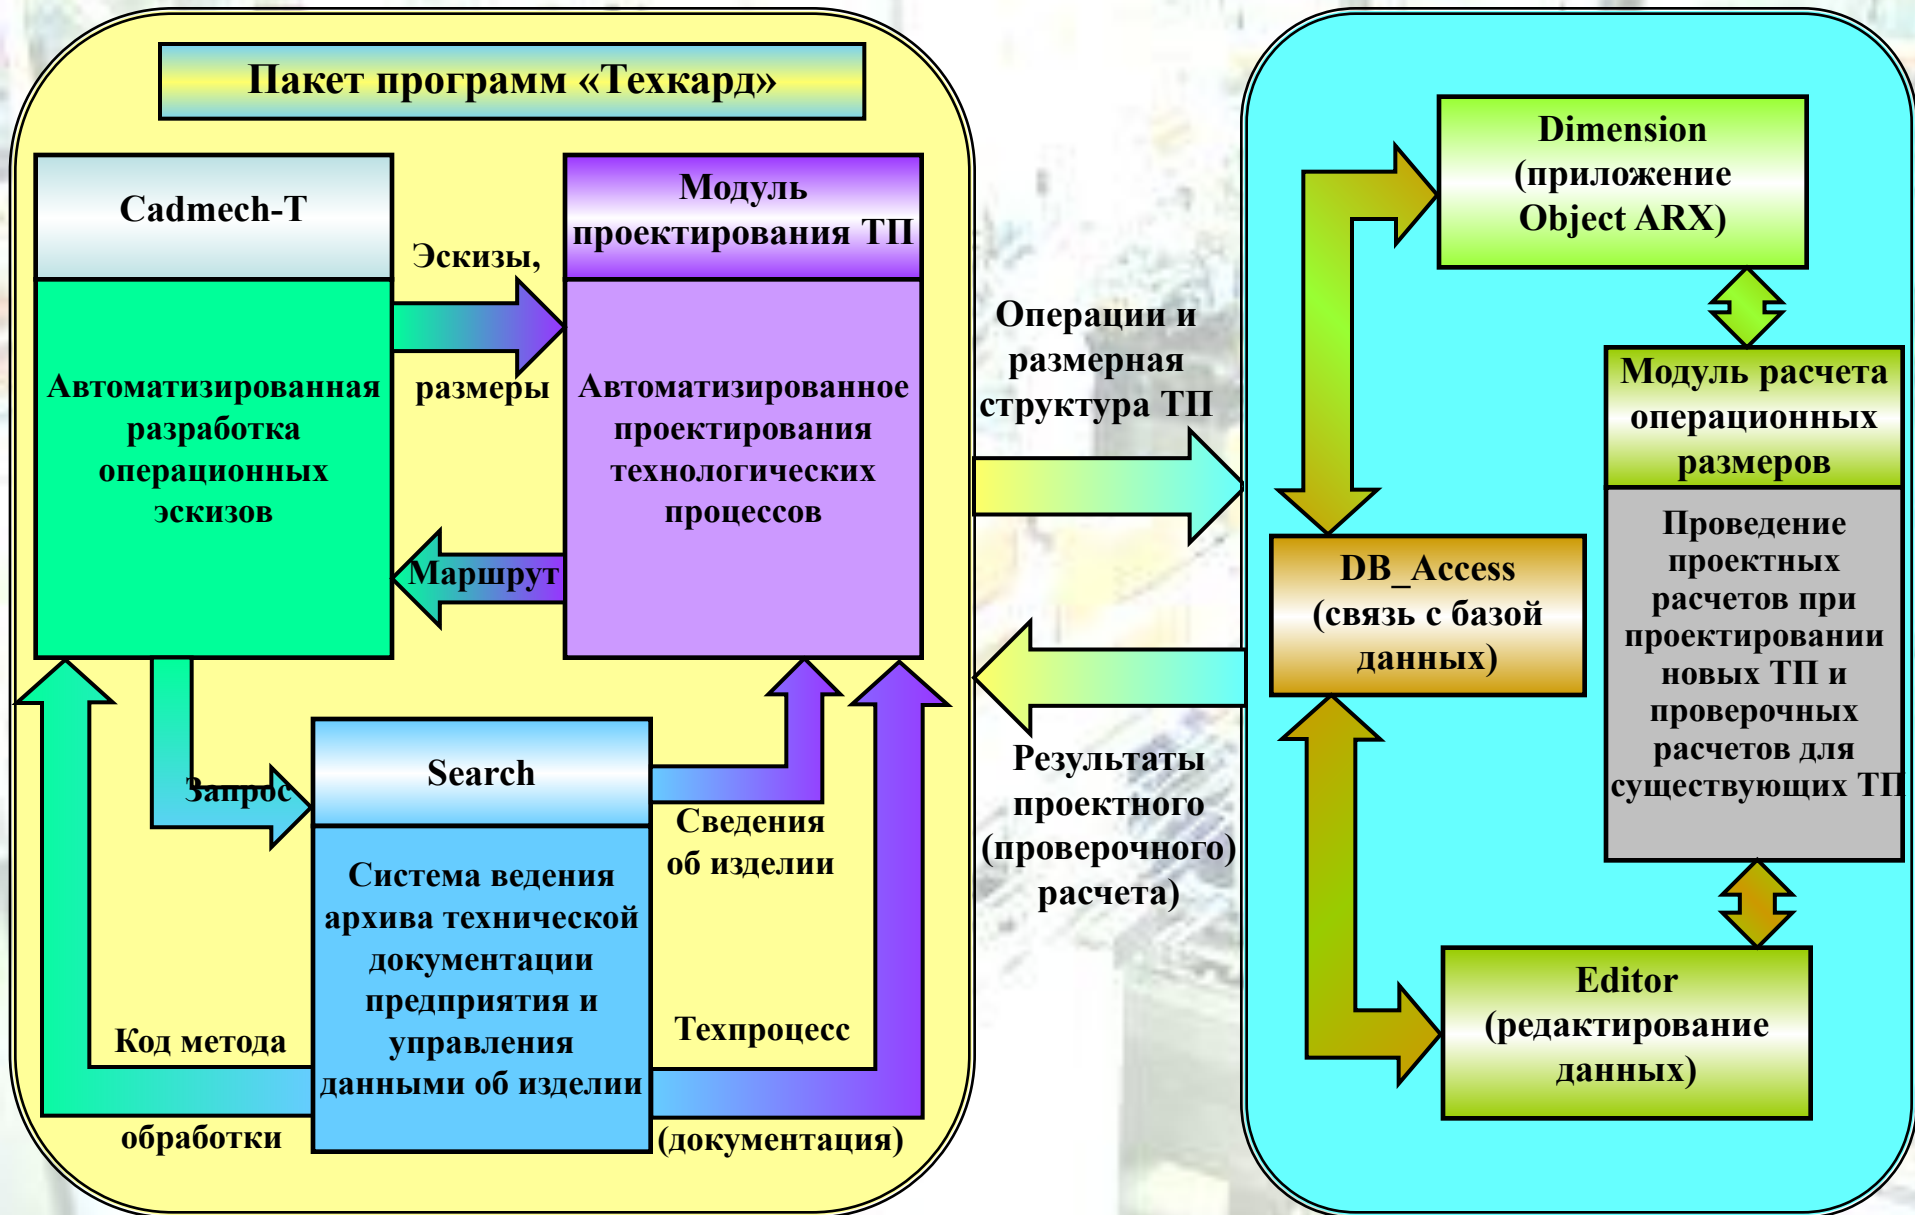 Пакет программ «Техкард»
Cadmech-T
Автоматизированная
разработка
операционных
эскизов
Эскизы,
размеры
Маршрут
Модуль
проектирования ТП
Автоматизированное
проектирования
технологических
процессов
Запрос
Search
Система ведения
архива технической
документации
предприятия и
управления
данными об изделии
Сведения
об изделии
Код метода
обработки
Техпроцесс
(документация)
Операции и
размерная
структура ТП
Результаты
проектного
(проверочного)
расчета)
Dimension
(приложение
Object ARX)
Модуль расчета
операционных
размеров
Проведение
проектных
расчетов при
проектировании
новых ТП и
проверочных
расчетов для
существующих ТП
DB_Access
(связь с базой
данных)
Editor
(редактирование
данных)